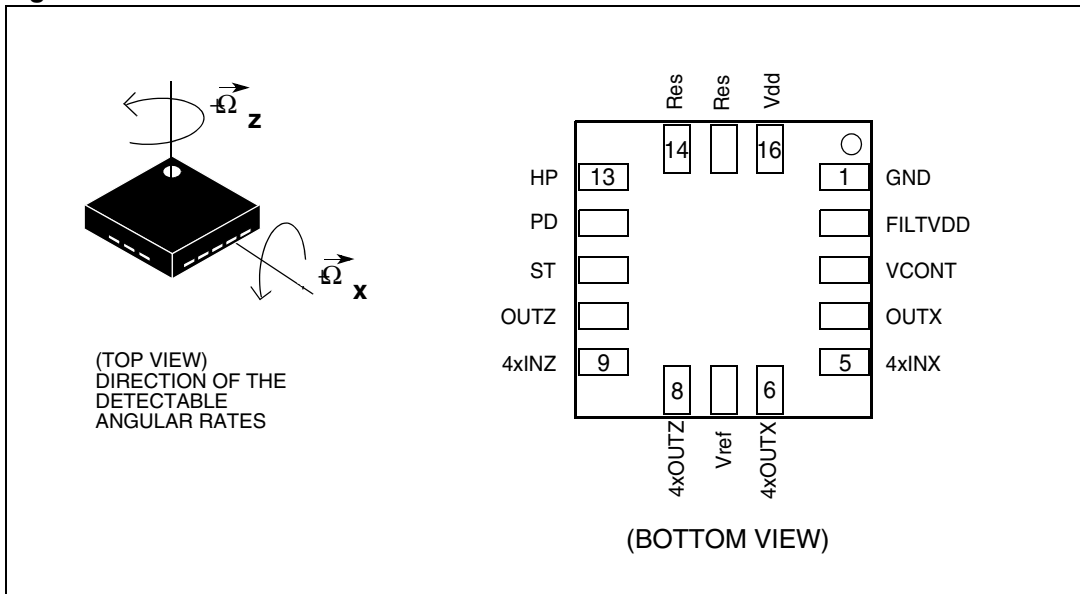 +Ω z
+Ω x
(TOP VIEW)
DIRECTION OF THE
DETECTABLE
ANGULAR RATES
Res
Res
Vdd
14
16
HP
13
1
GND
PD
FILTVDD
ST
VCONT
OUTZ
OUTX
4xINZ
9
5
4xINX
8
6
4xOUTZ
Vref
4xOUTX
(BOTTOM VIEW)